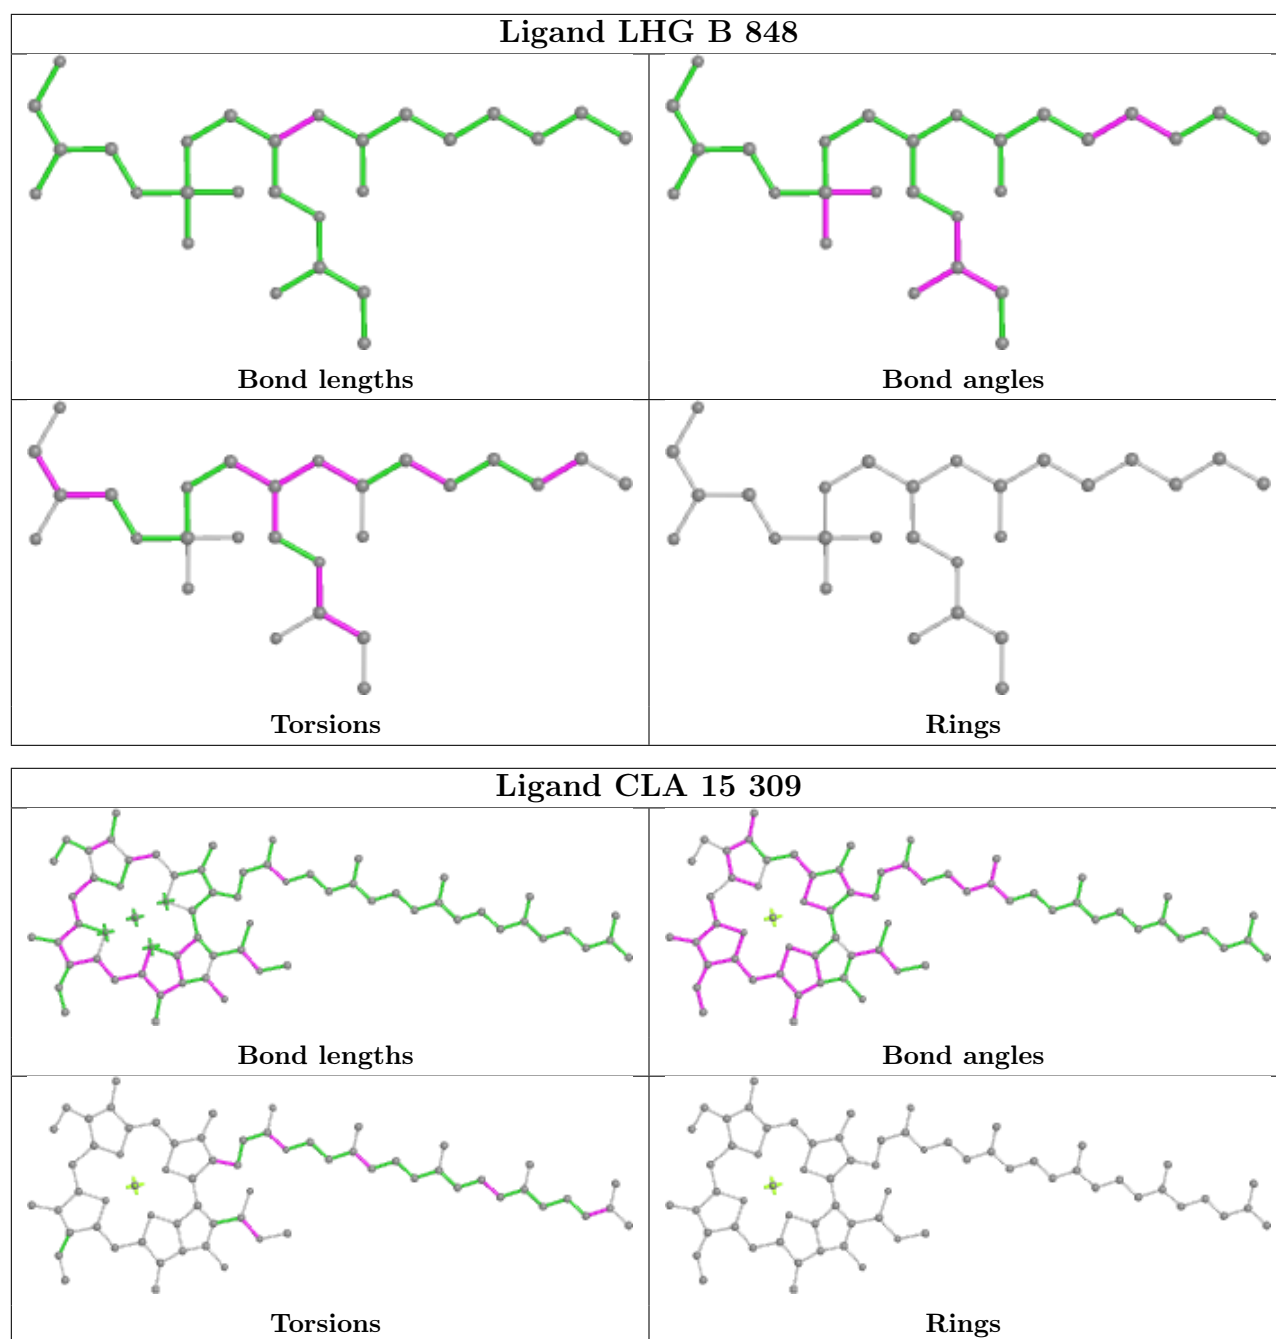 Ligand LHG B 848
Bond lengths
Bond angles
Torsions
Rings
Ligand CLA 15 309
Bond lengths
Bond angles
Torsions
Rings